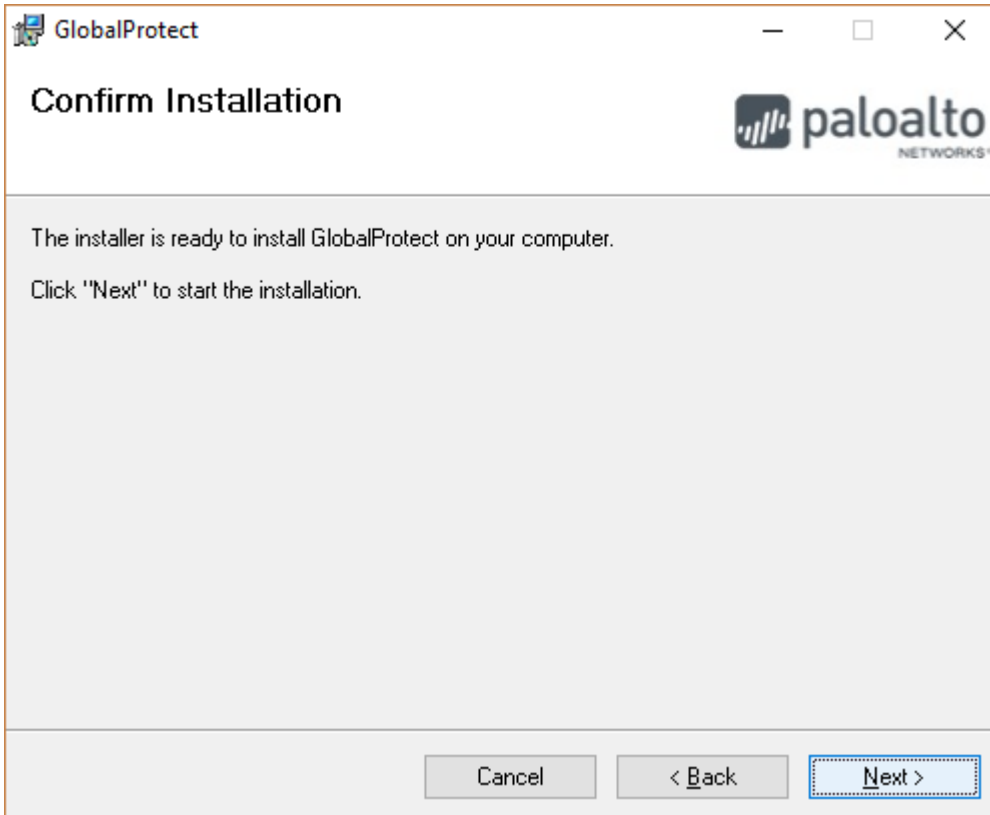 GlobalProtect
Confirm Installation
paloalto
NETWORKS
The installer is ready to install GlobalProtect on your computer.
Click "Next" to start the installation.
Cancel
< Back
Next >